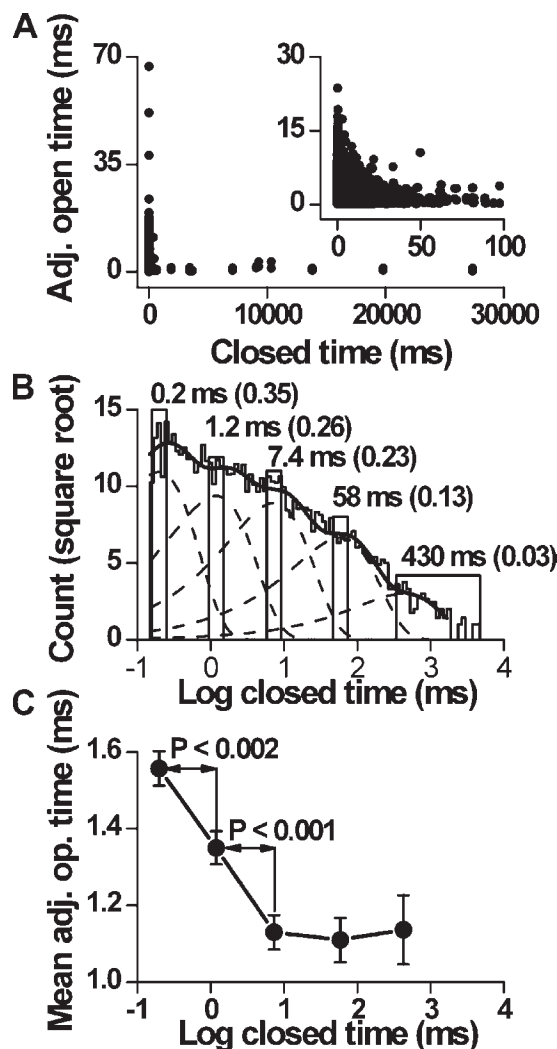 A
Adj. open time (ms)
70
35
0
30
15
0
0 50 100
0 10000 20000 30000
Closed time (ms)
B
Count (square root)
15
10
5
0
0.2 ms (0.35)
1.2 ms (0.26)
7.4 ms (0.23)
58 ms (0.13)
430 ms (0.03)
-1 0 1 2 3 4
Log closed time (ms)
C
Mean adj. op. time (ms)
1.6
1.4
1.2
1.0
P < 0.002
P < 0.001
-1 0 1 2 3 4
Log closed time (ms)